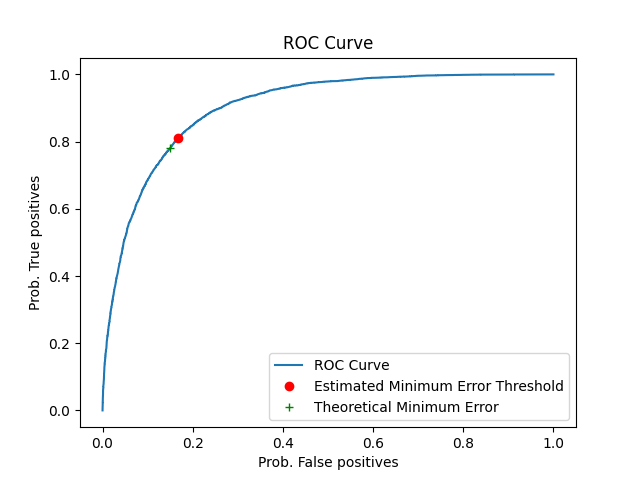 ROC Curve
1.0
0.8
0.6
0.4
0.2
0.0
Prob. True positives
ROC Curve
Estimated Minimum Error Threshold
Theoretical Minimum Error
0.0 0.2 0.4 0.6 0.8 1.0
Prob. False positives